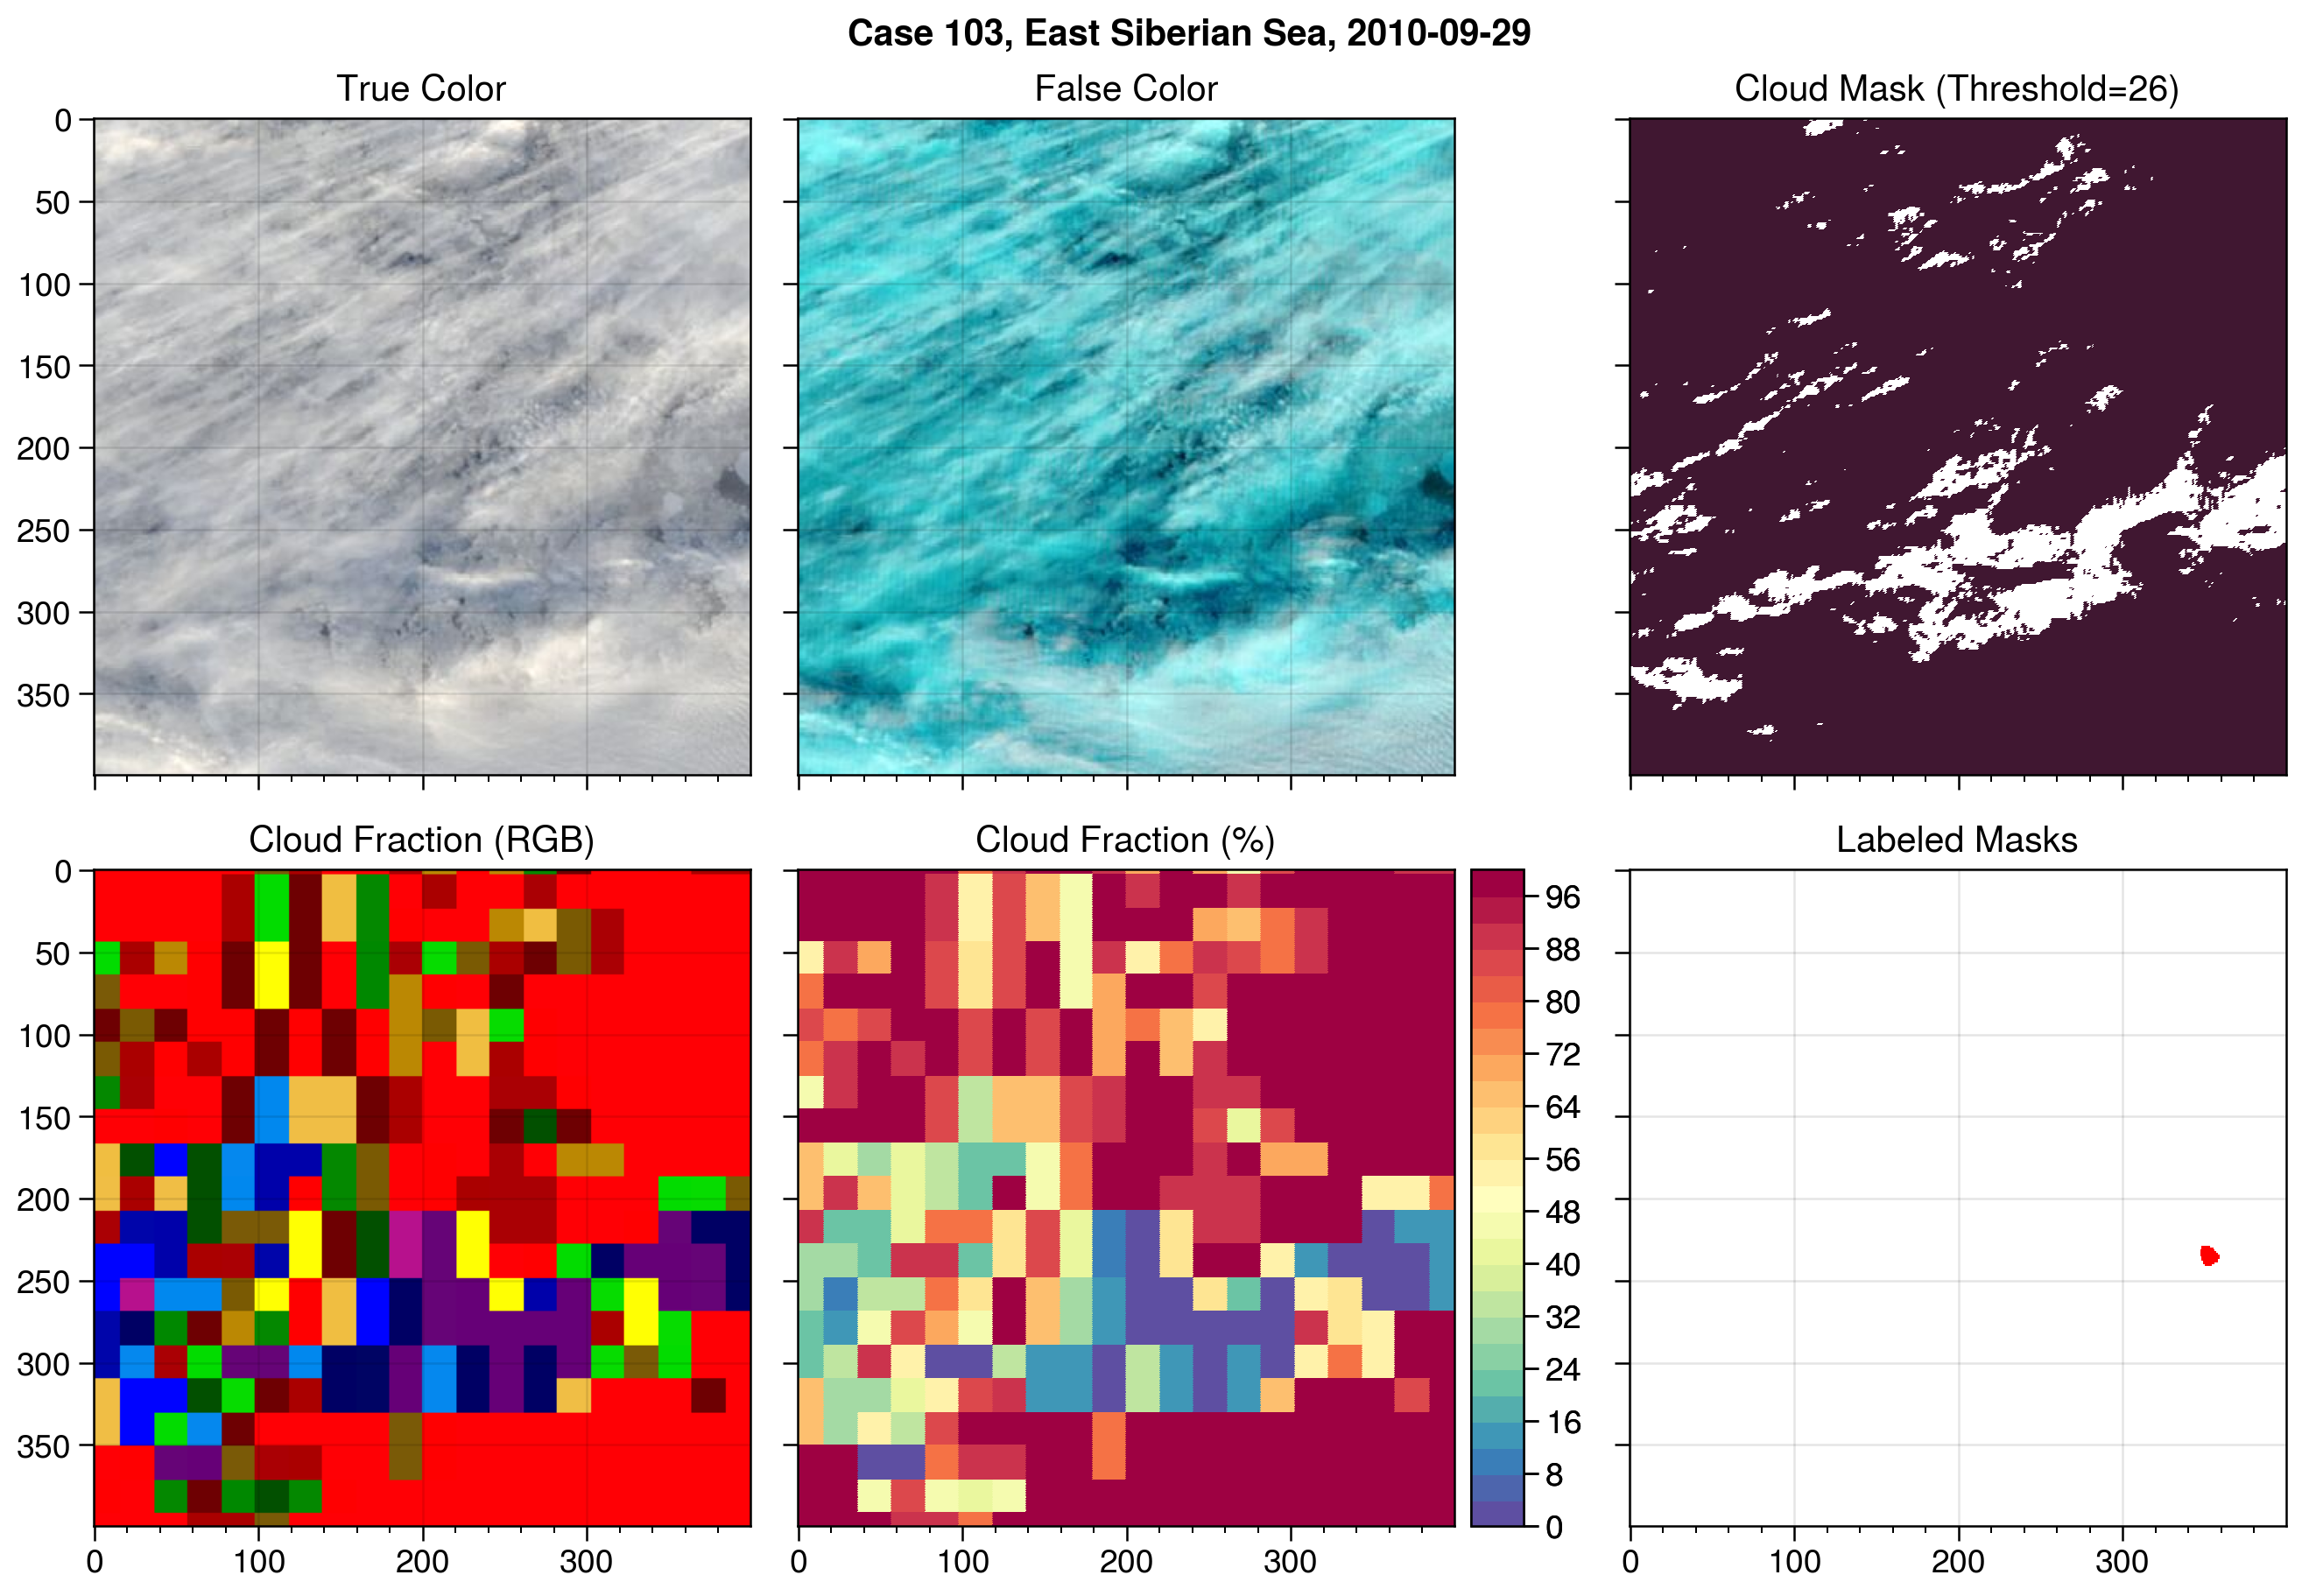 Case 103, East Siberian Sea, 2010-09-29
True Color
False Color
Cloud Mask (Threshold=26)
0
50
100
150
200
250
300
350
Cloud Fraction (RGB)
Cloud Fraction (%)
Labeled Masks
0
50
100
150
200
250
300
350
96
88
80
72
64
56
48
40
32
24
16
8
0
0 100 200 300
0 100 200 300
0 100 200 300